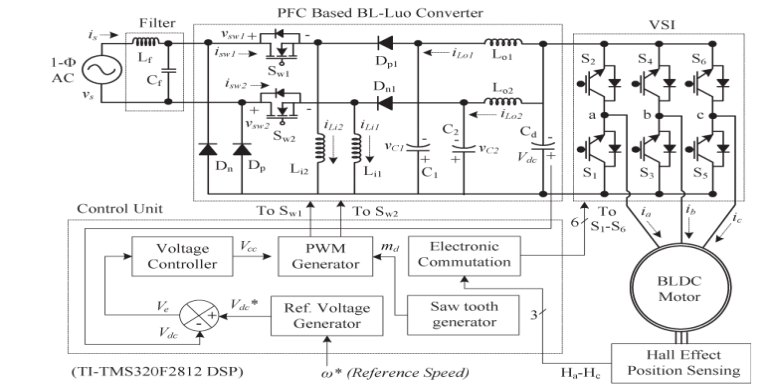 Filter
PFC Based BL-Luo Converter
VSI
i_s
L_f
C_f
1-Φ
AC
v_s
v_sw1 +
-
i_sw1
S_w1
i_sw2
+
-
v_sw2
S_w2
D_p1
D_n1
i_Lo1
L_o1
L_o2
i_Lo2
i_Li2
i_Li1
L_i2
L_i1
D_n
D_p
-
v_C1
+
C_1
-
C_2
v_C2
+
C_d
-
V_dc
+
S_2
S_4
S_6
a
b
c
S_1
S_3
S_5
Control Unit
To S_w1
To S_w2
6
To
S_1-S_6
i_a
i_b
i_c
Voltage
Controller
V_cc
PWM
Generator
m_d
Electronic
Commutation
BLDC
Motor
V_e
+
-
V_dc
V_dc*
Ref. Voltage
Generator
Saw tooth
generator
3
Hall Effect
Position Sensing
(TI-TMS320F2812 DSP)
ω* (Reference Speed)
H_a-H_c